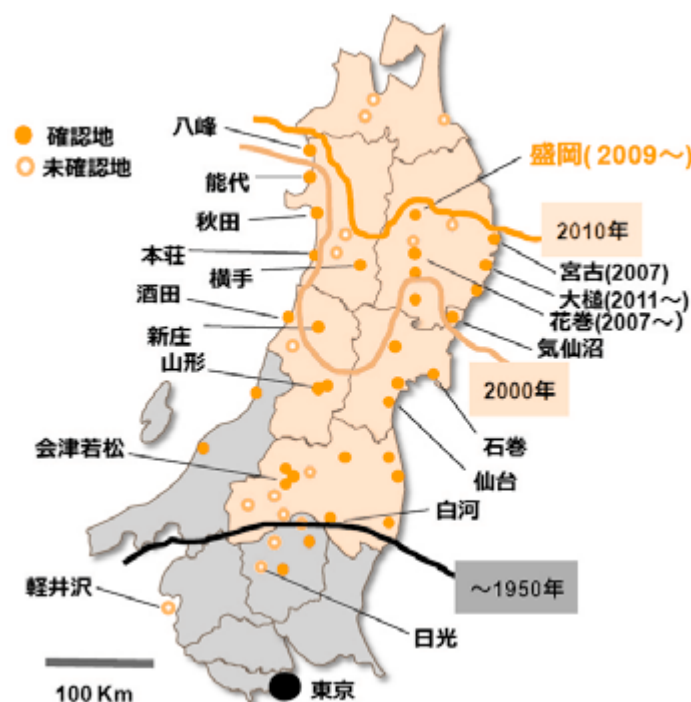 確認地
未確認地
八峰
能代
秋田
本荘
横手
酒田
新庄
山形
会津若松
軽井沢
盛岡(2009〜)
2010年
宮古(2007)
大槌(2011〜)
花巻(2007〜)
気仙沼
2000年
石巻
仙台
白河
〜1950年
日光
東京
100 Km